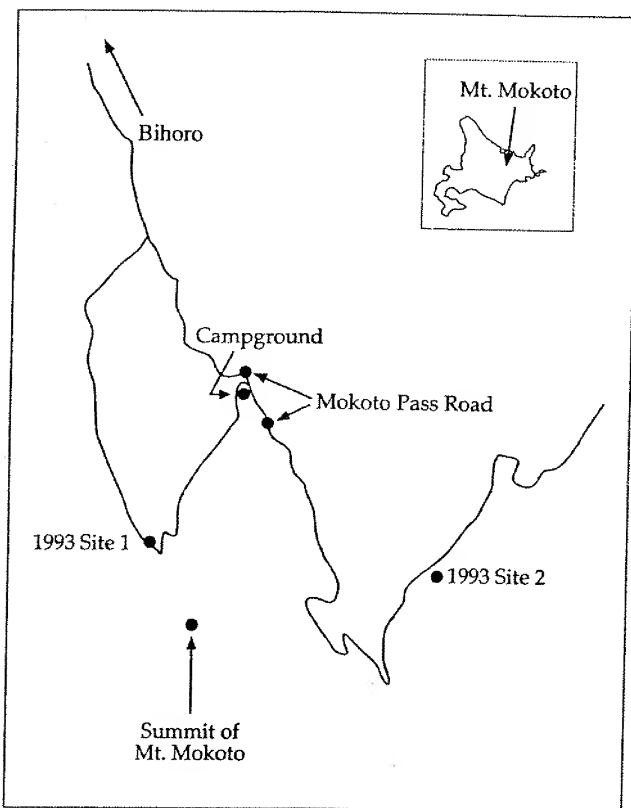 Mt. Mokoto
Bihoro
Campground
Mokoto Pass Road
1993 Site 1
1993 Site 2
Summit of
Mt. Mokoto